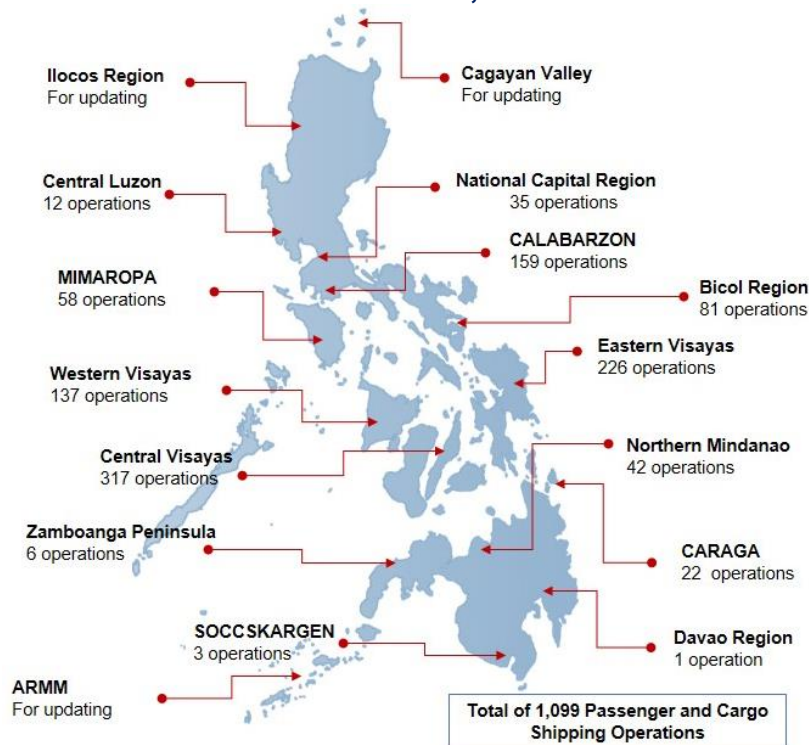 Ilocos Region
For updating
Cagayan Valley
For updating
Central Luzon
12 operations
National Capital Region
35 operations
CALABARZON
159 operations
MIMAROPA
58 operations
Bicol Region
81 operations
Eastern Visayas
226 operations
Western Visayas
137 operations
Central Visayas
317 operations
Northern Mindanao
42 operations
Zamboanga Peninsula
6 operations
CARAGA
22 operations
SOCCSKARGEN
3 operations
Davao Region
1 operation
ARMM
For updating
Total of 1,099 Passenger and Cargo
Shipping Operations